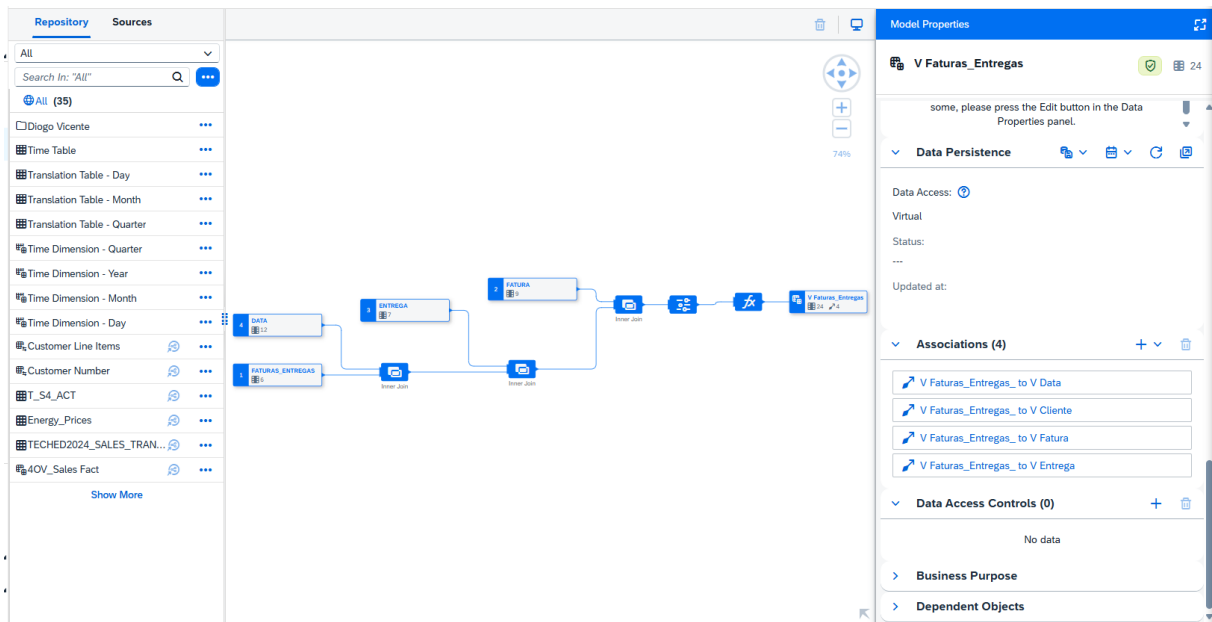 Repository Sources
All
Search In: "All"
All (35)
Diogo Vicente
Time Table
Translation Table - Day
Translation Table - Month
Translation Table - Quarter
Time Dimension - Quarter
Time Dimension - Year
Time Dimension - Month
Time Dimension - Day
Customer Line Items
Customer Number
T_S4_ACT
Energy_Prices
TECHED2024_SALES_TRAN...
4OV_Sales Fact
Show More
74%
2 FATURA
9
3 ENTREGA
7
4 DATA
12
1 FATURAS_ENTREGAS
6
Inner Join
Inner Join
Inner Join
fx
V Faturas_Entregas
24 4
Model Properties
V Faturas_Entregas
24
some, please press the Edit button in the Data
Properties panel.
Data Persistence
Data Access:
Virtual
Status:
---
Updated at:
Associations (4)
V Faturas_Entregas_ to V Data
V Faturas_Entregas_ to V Cliente
V Faturas_Entregas_ to V Fatura
V Faturas_Entregas_ to V Entrega
Data Access Controls (0)
No data
Business Purpose
Dependent Objects